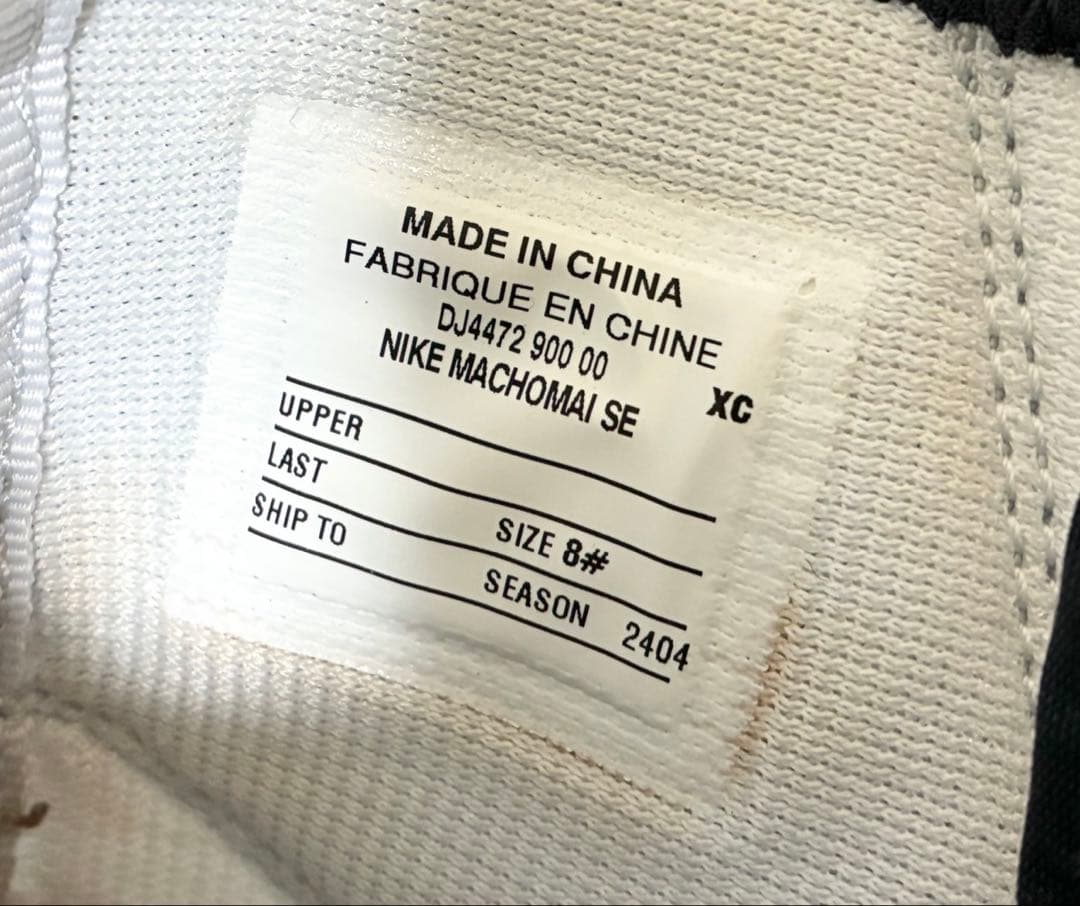 MADE IN CHINA
FABRIQUE EN CHINE
DJ4472 900 00
NIKE MACHOMAI SE XC
UPPER
LAST
SIZE 8#
SHIP TO
SEASON 2404